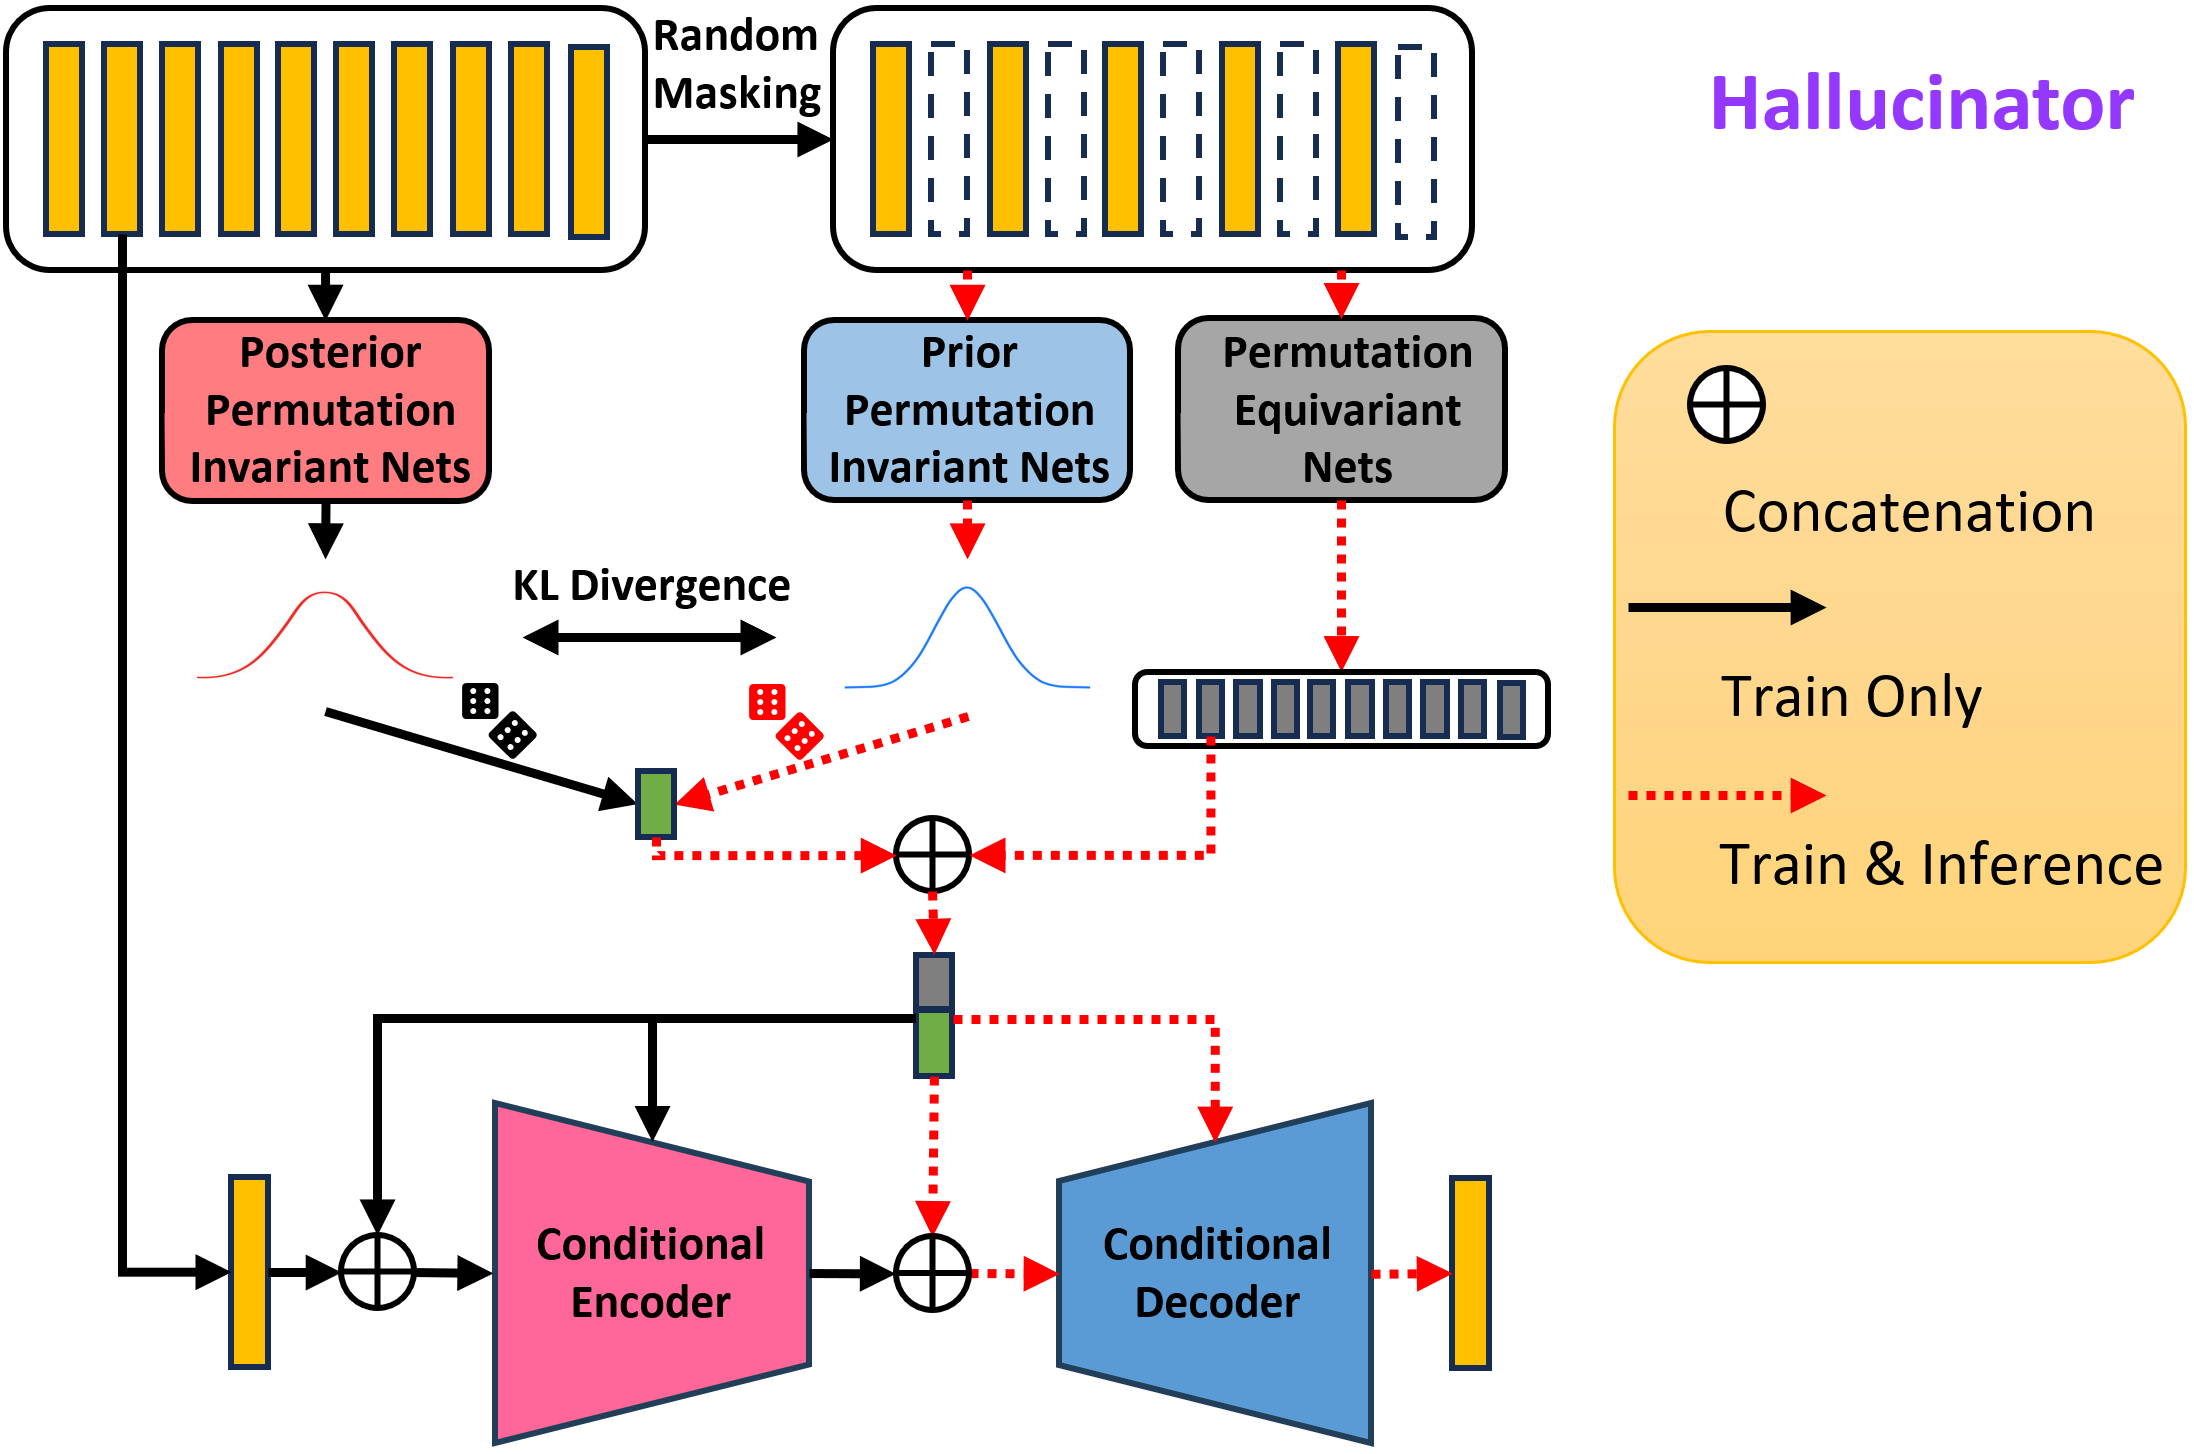 Random
Masking
Hallucinator
Posterior
Permutation
Invariant Nets
Prior
Permutation
Invariant Nets
Permutation
Equivariant
Nets
KL Divergence
Concatenation
Train Only
Train & Inference
Conditional
Encoder
Conditional
Decoder